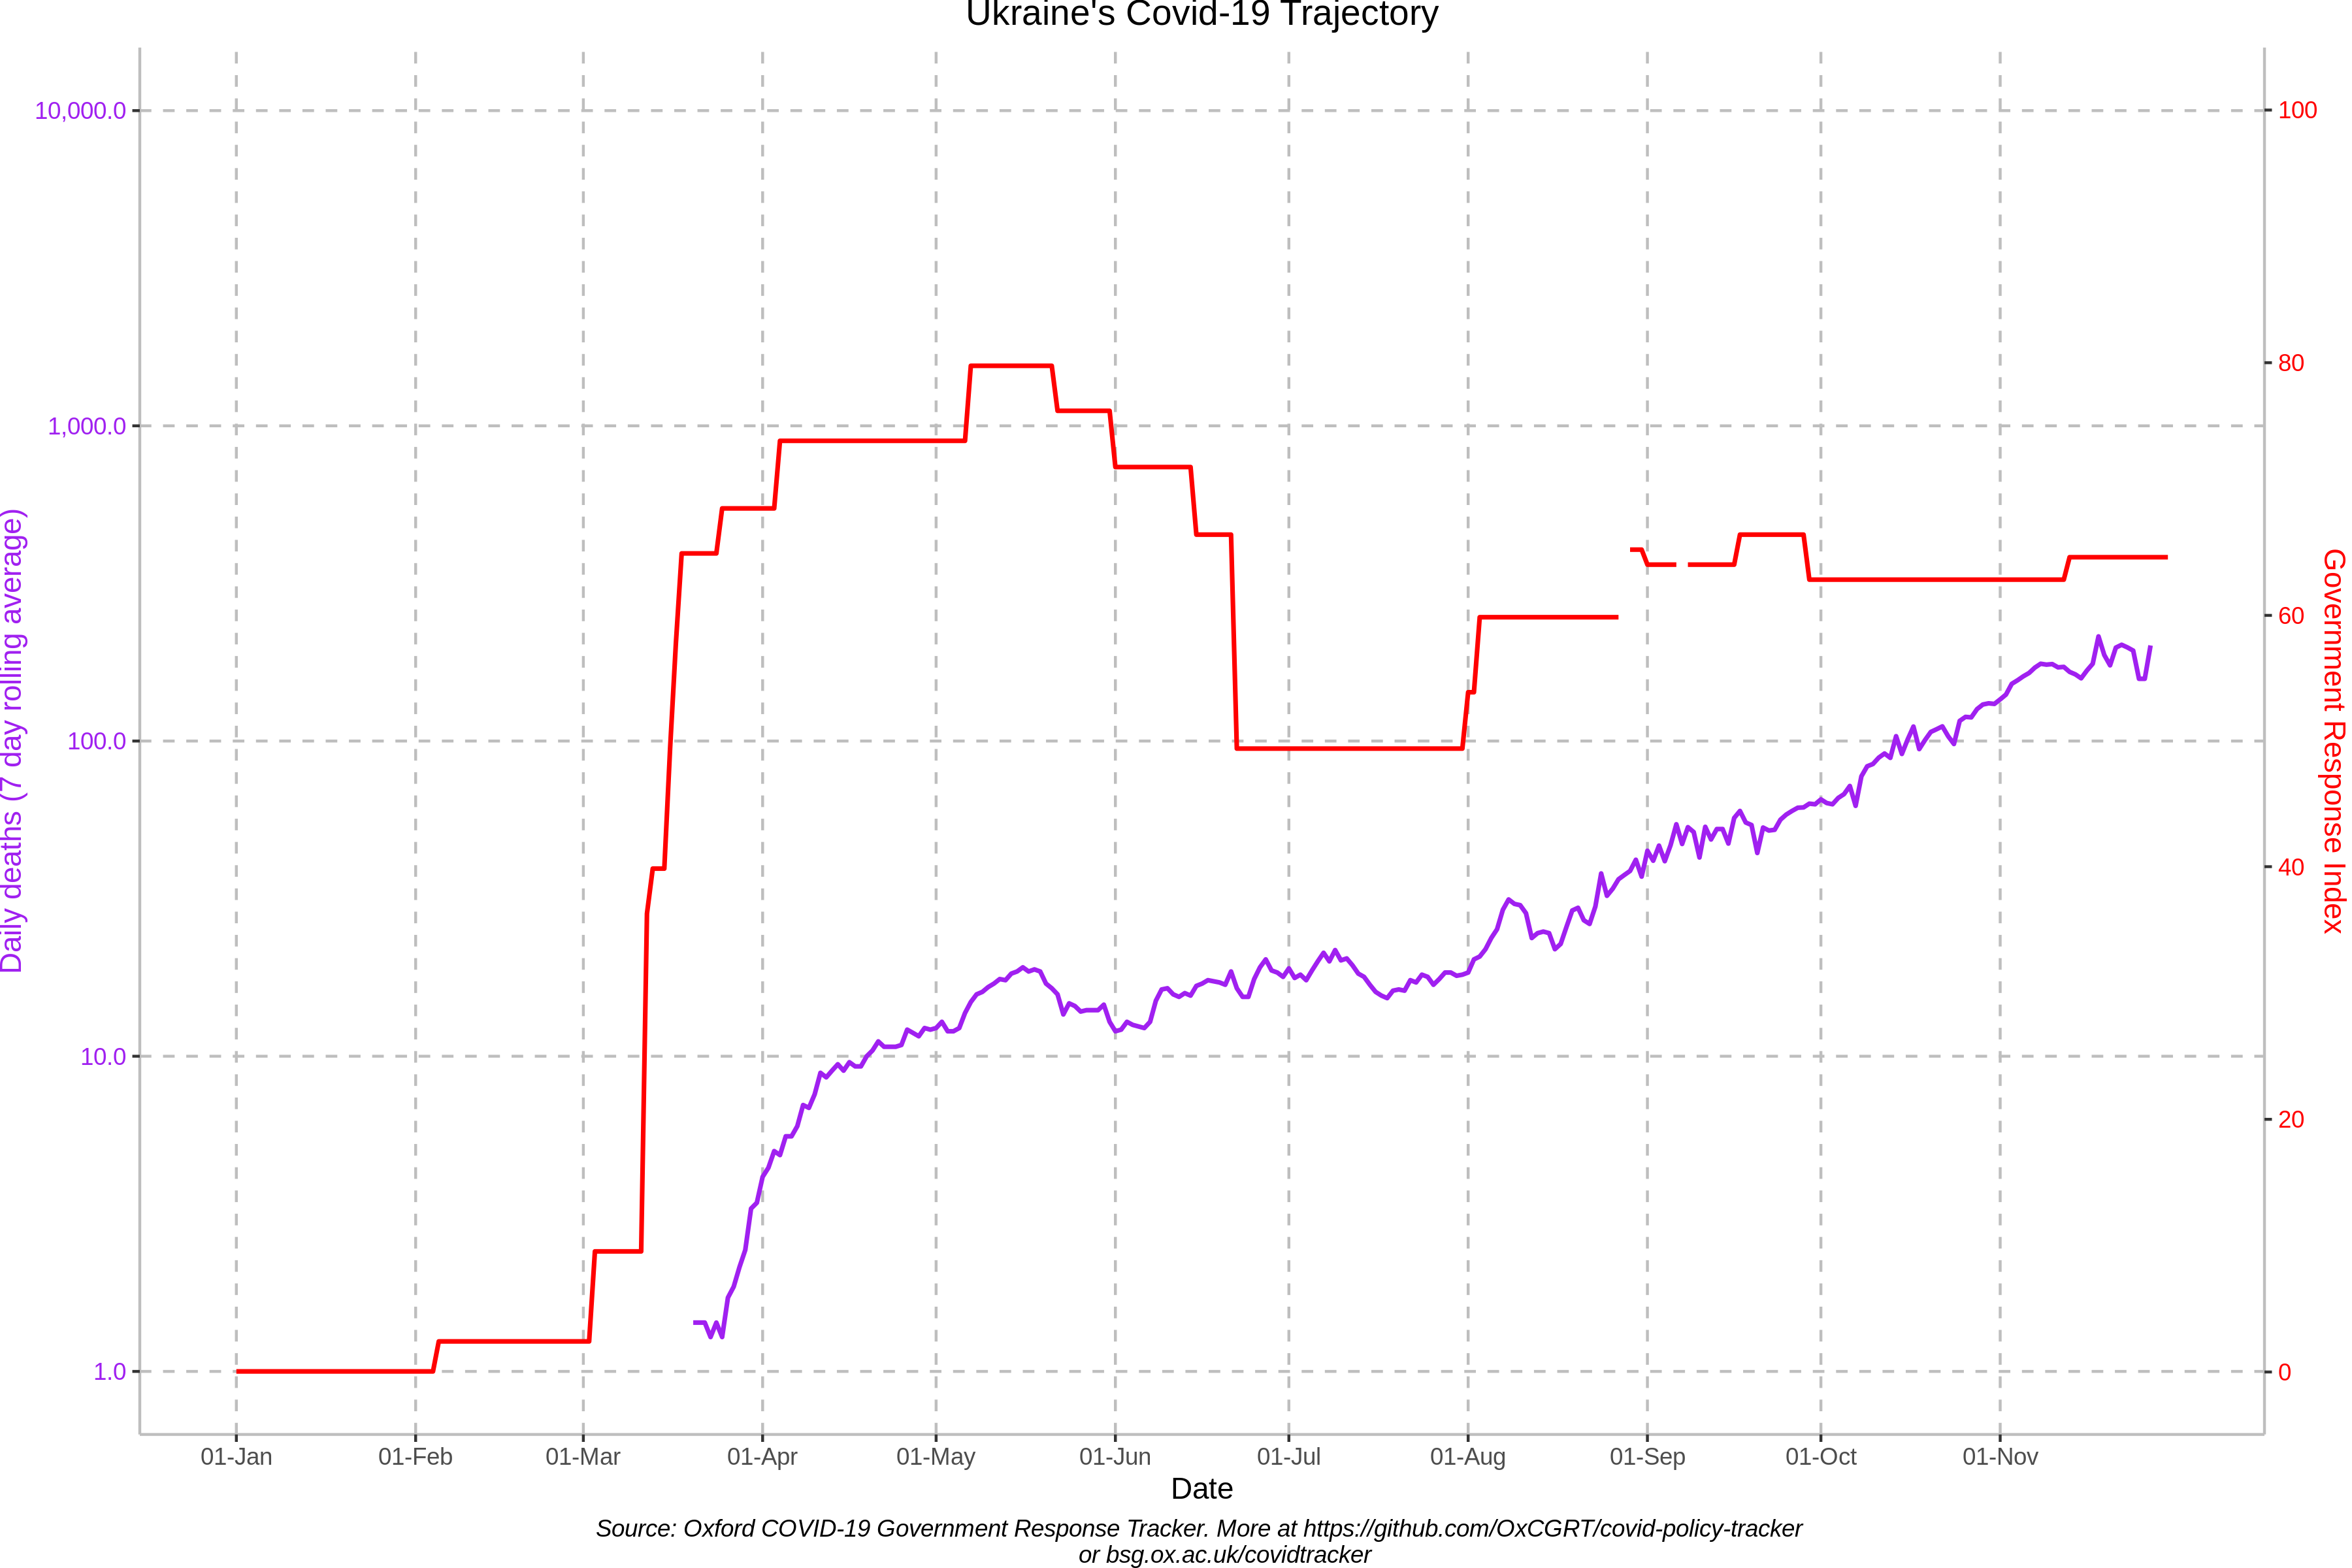 Ukraine's Covid-19 Trajectory
10,000.0
1,000.0
100.0
10.0
1.0
Daily deaths (7 day rolling average)
100
80
60
40
20
0
Government Response Index
01-Jan 01-Feb 01-Mar 01-Apr 01-May 01-Jun 01-Jul 01-Aug 01-Sep 01-Oct 01-Nov
Date
Source: Oxford COVID-19 Government Response Tracker. More at https://github.com/OxCGRT/covid-policy-tracker
or bsg.ox.ac.uk/covidtracker